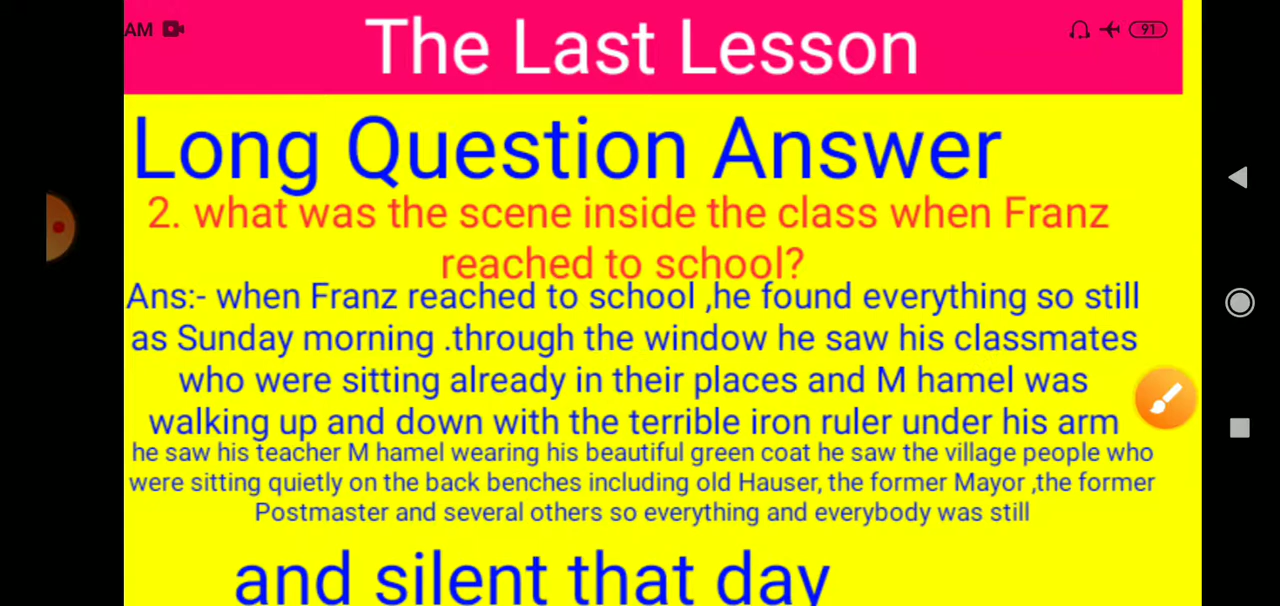 AM
91
The Last Lesson
Long Question Answer
2. what was the scene inside the class when Franz
reached to school?
Ans:- when Franz reached to school ,he found everything so still
as Sunday morning .through the window he saw his classmates
who were sitting already in their places and M hamel was
walking up and down with the terrible iron ruler under his arm
he saw his teacher M hamel wearing his beautiful green coat he saw the village people who
were sitting quietly on the back benches including old Hauser, the former Mayor ,the former
Postmaster and several others so everything and everybody was still
and silent that day